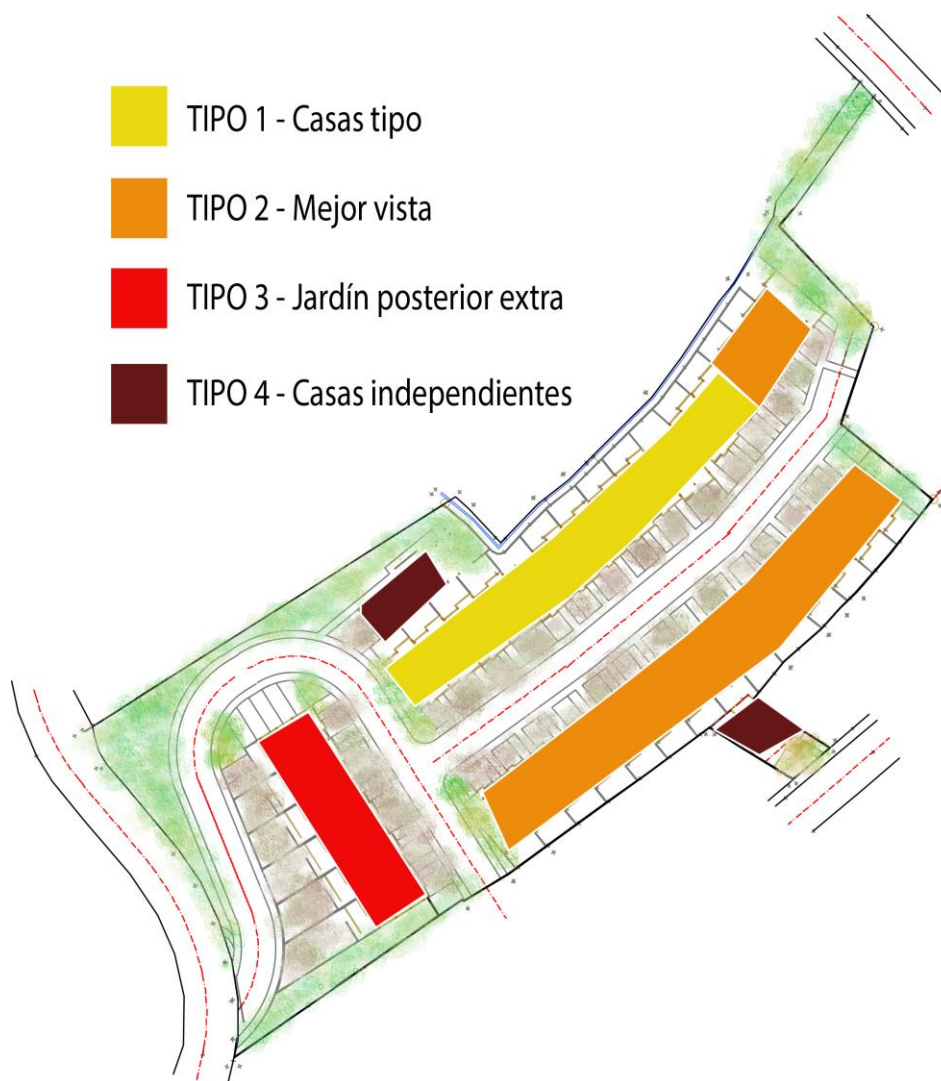 TIPO 1 - Casas tipo
TIPO 2 - Mejor vista
TIPO 3 - Jardín posterior extra
TIPO 4 - Casas independientes